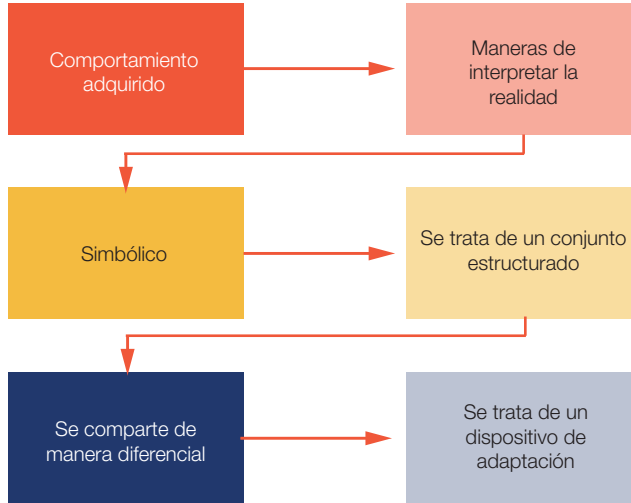 Comportamiento
adquirido
Maneras de
interpretar la
realidad
Simbólico
Se trata de un conjunto
estructurado
Se comparte de
manera diferencial
Se trata de un
dispositivo de
adaptación